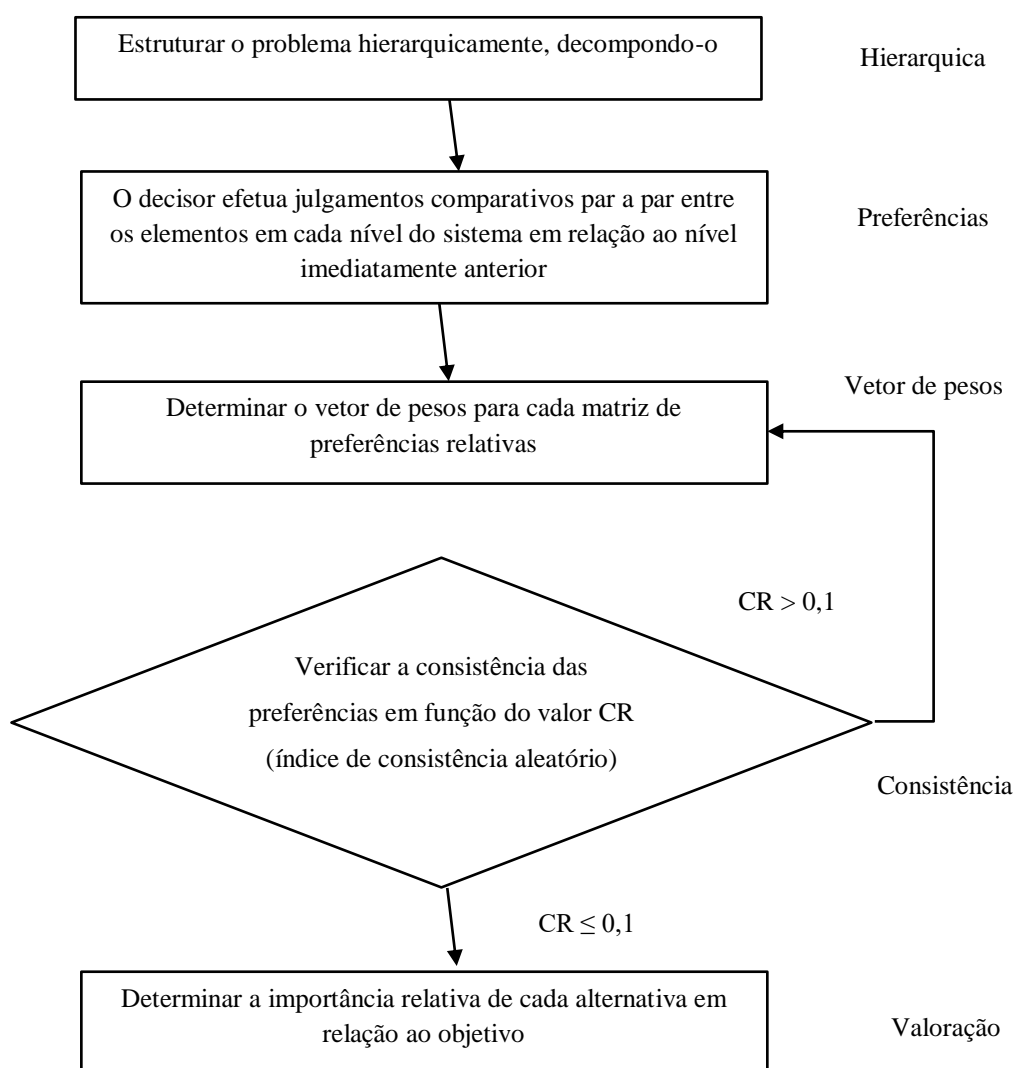 Estruturar o problema hierarquicamente, decompondo-o
Hierarquica
O decisor efetua julgamentos comparativos par a par entre
os elementos em cada nível do sistema em relação ao nível
imediatamente anterior
Preferências
Vetor de pesos
Determinar o vetor de pesos para cada matriz de
preferências relativas
CR > 0,1
Verificar a consistência das
preferências em função do valor CR
(índice de consistência aleatório)
Consistência
CR ≤ 0,1
Determinar a importância relativa de cada alternativa em
relação ao objetivo
Valoração